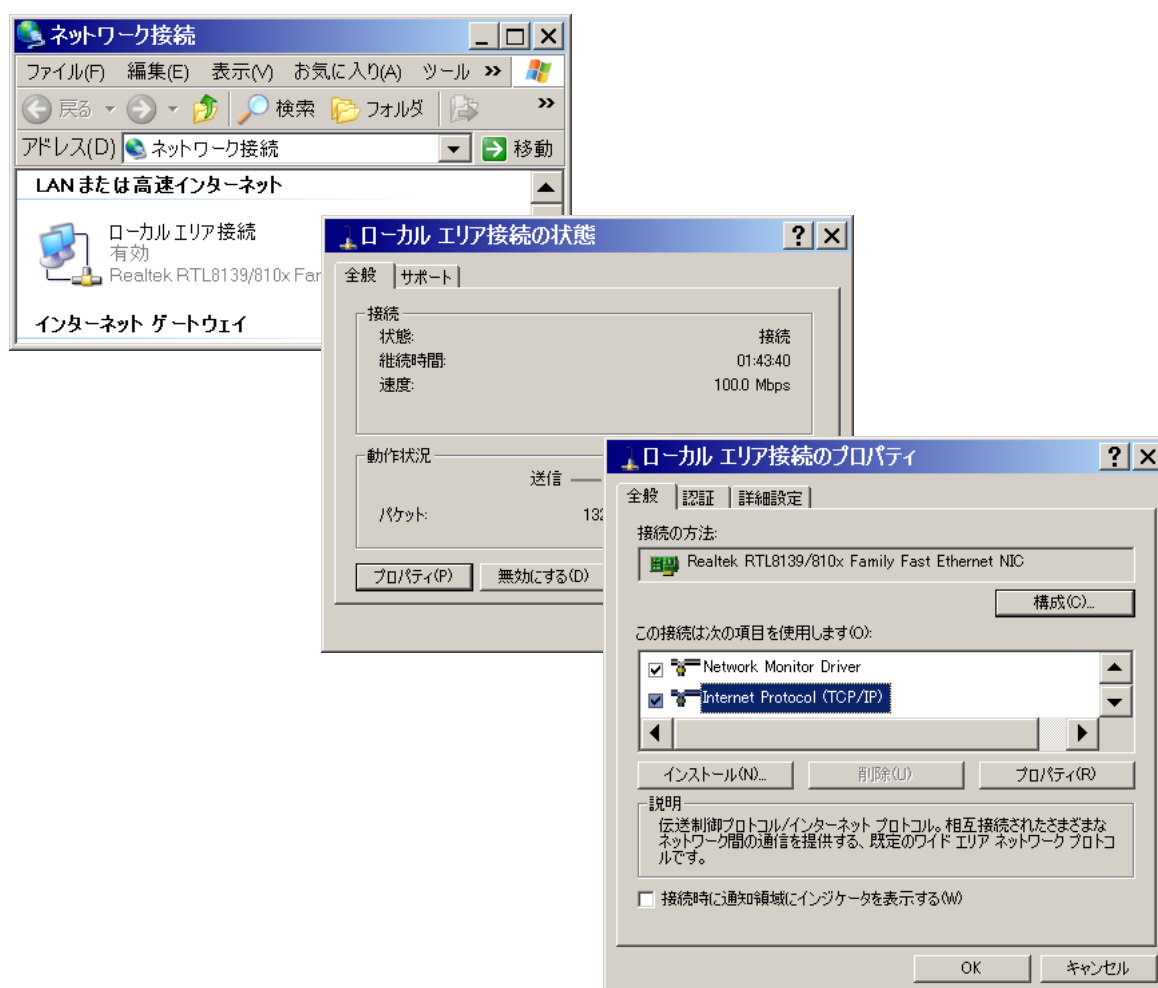 ネットワーク接続
ファイル(F) 編集(E) 表示(V) お気に入り(A) ツール »
戻る 検索 フォルダ »
アドレス(D) ネットワーク接続 移動
LAN または高速インターネット
ローカル エリア接続
有効
Realtek RTL8139/810x Far
インターネット ゲートウェイ
ローカル エリア接続の状態
全般 サポート
接続
状態: 接続
継続時間: 01:43:40
速度: 100.0 Mbps
動作状況
送信
パケット: 132
プロパティ(P) 無効にする(D)
ローカル エリア接続のプロパティ
全般 認証 詳細設定
接続の方法:
Realtek RTL8139/810x Family Fast Ethernet NIC
構成(C)...
この接続は次の項目を使用します(O):
Network Monitor Driver
Internet Protocol (TCP/IP)
インストール(N)... 削除(U) プロパティ(R)
説明
伝送制御プロトコル/インターネット プロトコル。相互接続されたさまざまな
ネットワーク間の通信を提供する、既定のワイド エリア ネットワーク プロトコ
ルです。
接続時に通知領域にインジケータを表示する(W)
OK キャンセル